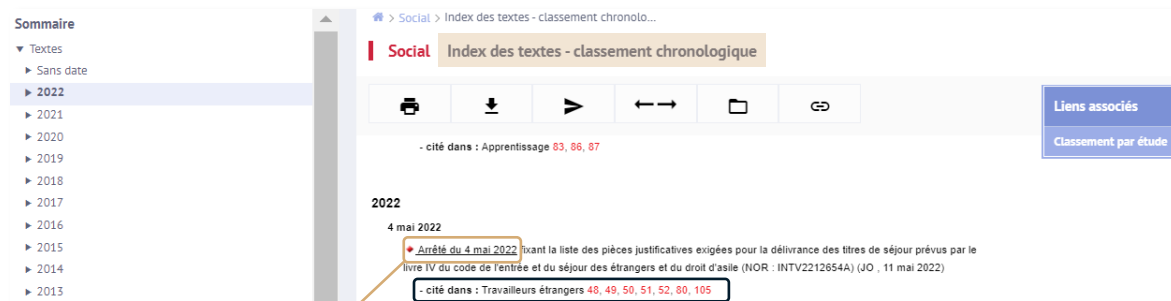 Sommaire
Textes
Sans date
2022
2021
2020
2019
2018
2017
2016
2015
2014
2013
> Social > Index des textes - classement chronolo...
Social Index des textes - classement chronologique
Liens associés
Classement par étude
- cité dans : Apprentissage 83, 86, 87
2022
4 mai 2022
Arrêté du 4 mai 2022 fixant la liste des pièces justificatives exigées pour la délivrance des titres de séjour prévus par le
livre IV du code de l'entrée et du séjour des étrangers et du droit d'asile (NOR : INTV2212654A) (JO , 11 mai 2022)
- cité dans : Travailleurs étrangers 48, 49, 50, 51, 52, 80, 105